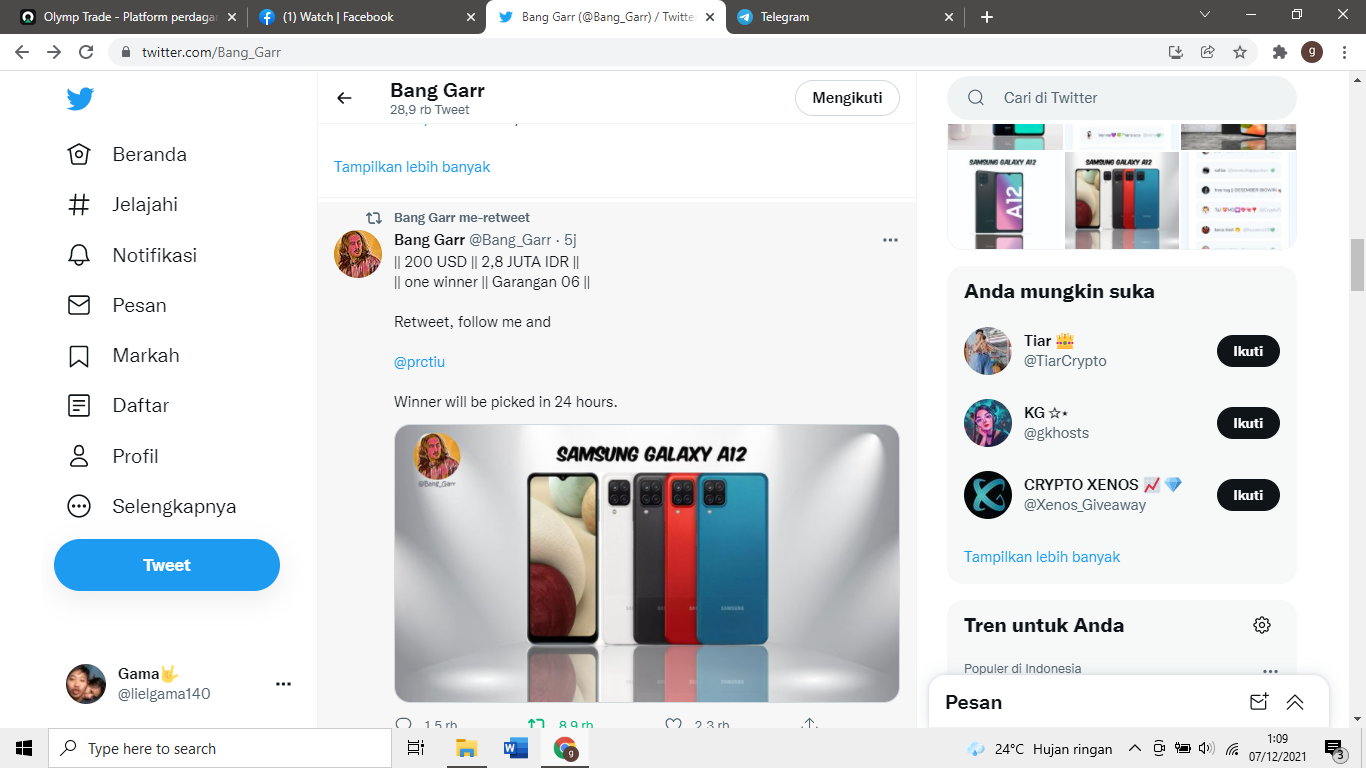 Olymp Trade - Platform perdagar
(1) Watch | Facebook
Bang Garr (@Bang_Garr) / Twitte
Telegram
twitter.com/Bang_Garr
g
Beranda
Jelajahi
Notifikasi
Pesan
Markah
Daftar
Profil
Selengkapnya
Tweet
Gama🤟
@lielgama140
Bang Garr
28,9 rb Tweet
Mengikuti
Tampilkan lebih banyak
Bang Garr me-retweet
Bang Garr @Bang_Garr · 5j
|| 200 USD || 2,8 JUTA IDR ||
|| one winner || Garangan 06 ||
Retweet, follow me and
@prctiu
Winner will be picked in 24 hours.
@Bang_Garr
SAMSUNG GALAXY A12
SAMSUNG
1,5 rb
8,9 rb
2,3 rb
Cari di Twitter
SAMSUNG GALAXY A12
A12
SAMSUNG GALAXY A12
Anda mungkin suka
Tiar 👑
@TiarCrypto
Ikuti
KG ☆⋆
@gkhosts
Ikuti
CRYPTO XENOS 📈 💎
@Xenos_Giveaway
Ikuti
Tampilkan lebih banyak
Tren untuk Anda
Populer di Indonesia
Pesan
Type here to search
24°C Hujan ringan
1:09
07/12/2021
3